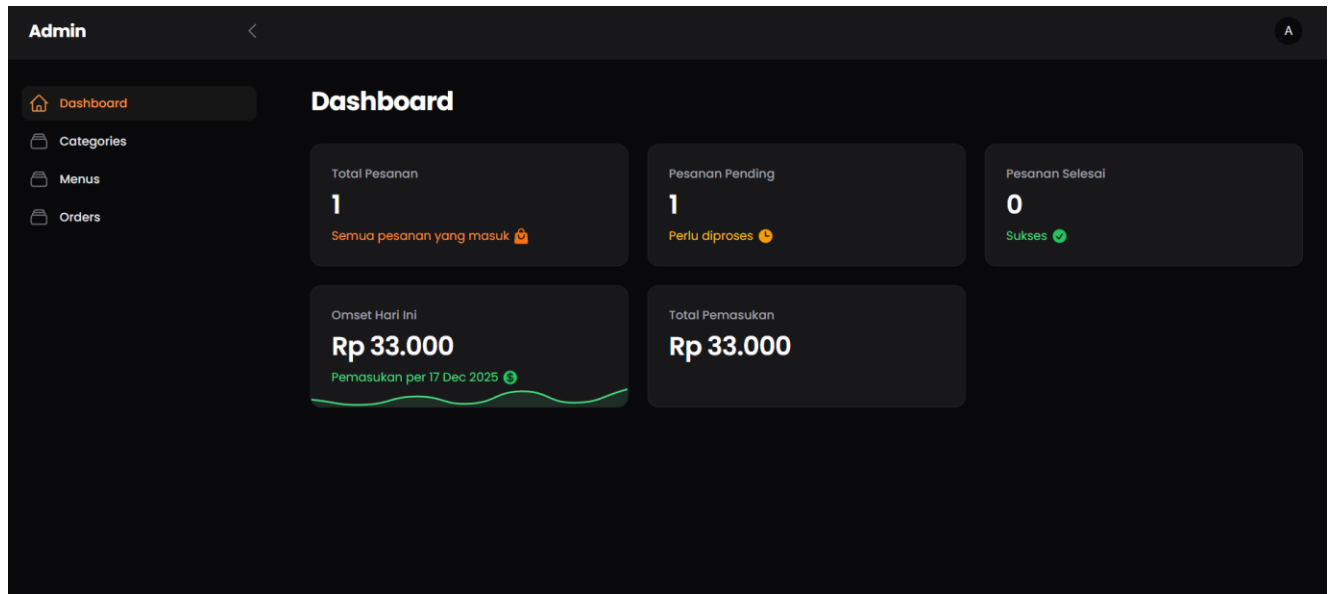 Admin
A
Dashboard
Categories
Menus
Orders
Dashboard
Total Pesanan
1
Semua pesanan yang masuk
Pesanan Pending
1
Perlu diproses
Pesanan Selesai
0
Sukses
Omset Hari Ini
Rp 33.000
Pemasukan per 17 Dec 2025
Total Pemasukan
Rp 33.000